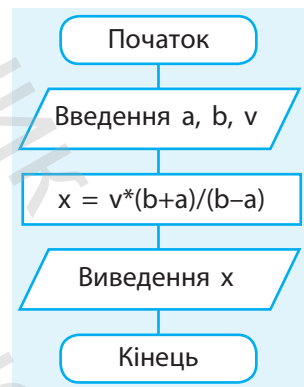 Початок
Введення a, b, v
x = v*(b+a)/(b–a)
Виведення x
Кінець